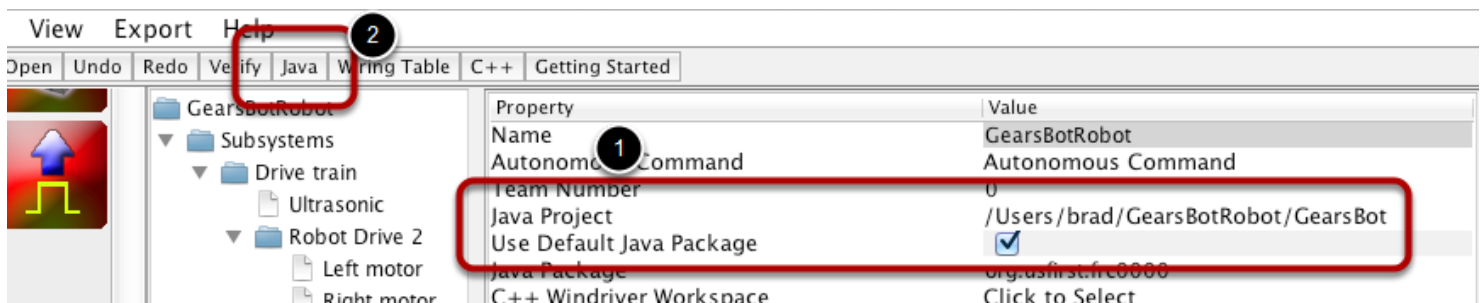 View Export Help
2
Open Undo Redo Verify Java Wiring Table C++ Getting Started
GearsBotRobot
Subsystems
Drive train
Ultrasonic
Robot Drive 2
Left motor
Right motor
Property Value
Name GearsBotRobot
1
Autonomous Command Autonomous Command
Team Number 0
Java Project /Users/brad/GearsBotRobot/GearsBot
Use Default Java Package
Java Package org.usfirst.frc0000
C++ Windriver Workspace Click to Select